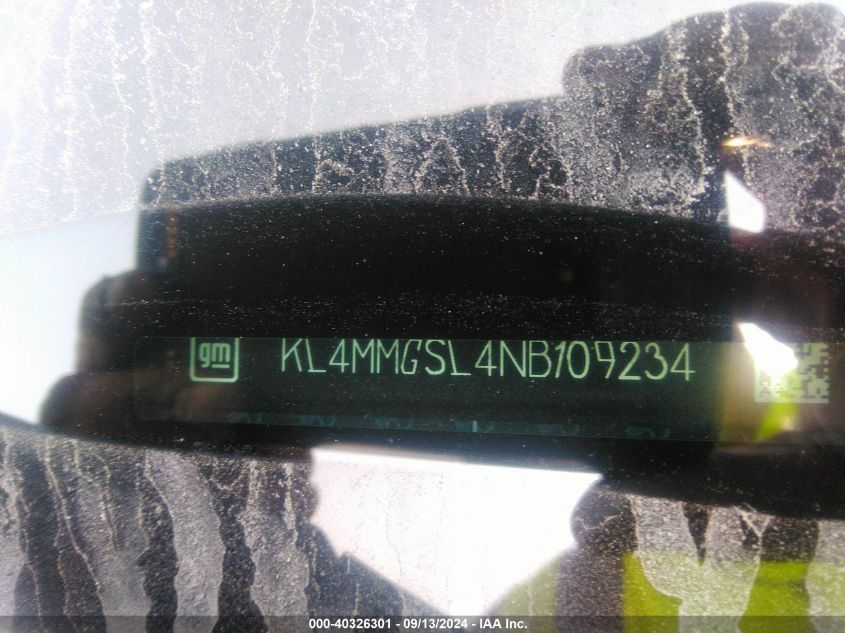 gm KL4MMGSL4NB109234
000-40326301 - 09/13/2024 - IAA Inc.